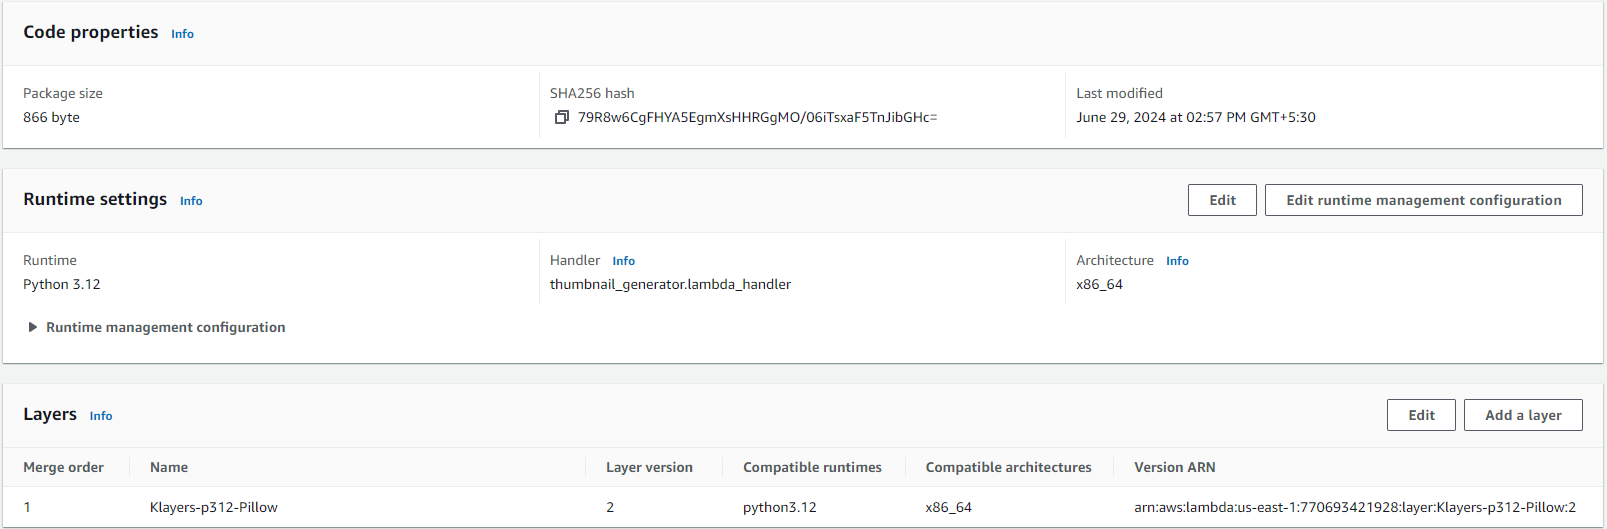 Code properties Info
Package size SHA256 hash Last modified
866 byte 79R8w6CgFHYA5EgmXsHHRGgMO/06iTsxaF5TnJibGHc= June 29, 2024 at 02:57 PM GMT+5:30
Runtime settings Info Edit Edit runtime management configuration
Runtime Handler Info Architecture Info
Python 3.12 thumbnail_generator.lambda_handler x86_64
Runtime management configuration
Layers Info Edit Add a layer
Merge order Name Layer version Compatible runtimes Compatible architectures Version ARN
1 Klayers-p312-Pillow 2 python3.12 x86_64 arn:aws:lambda:us-east-1:770693421928:layer:Klayers-p312-Pillow:2